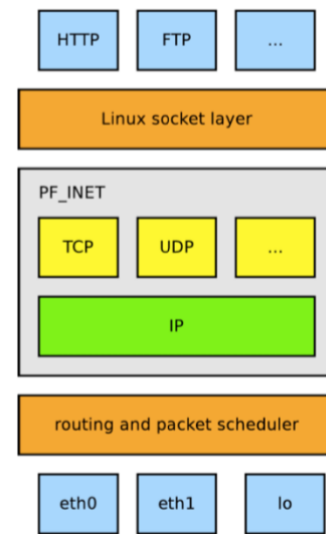 HTTP
FTP
...
Linux socket layer
PF_INET
TCP
UDP
...
IP
routing and packet scheduler
eth0
eth1
lo